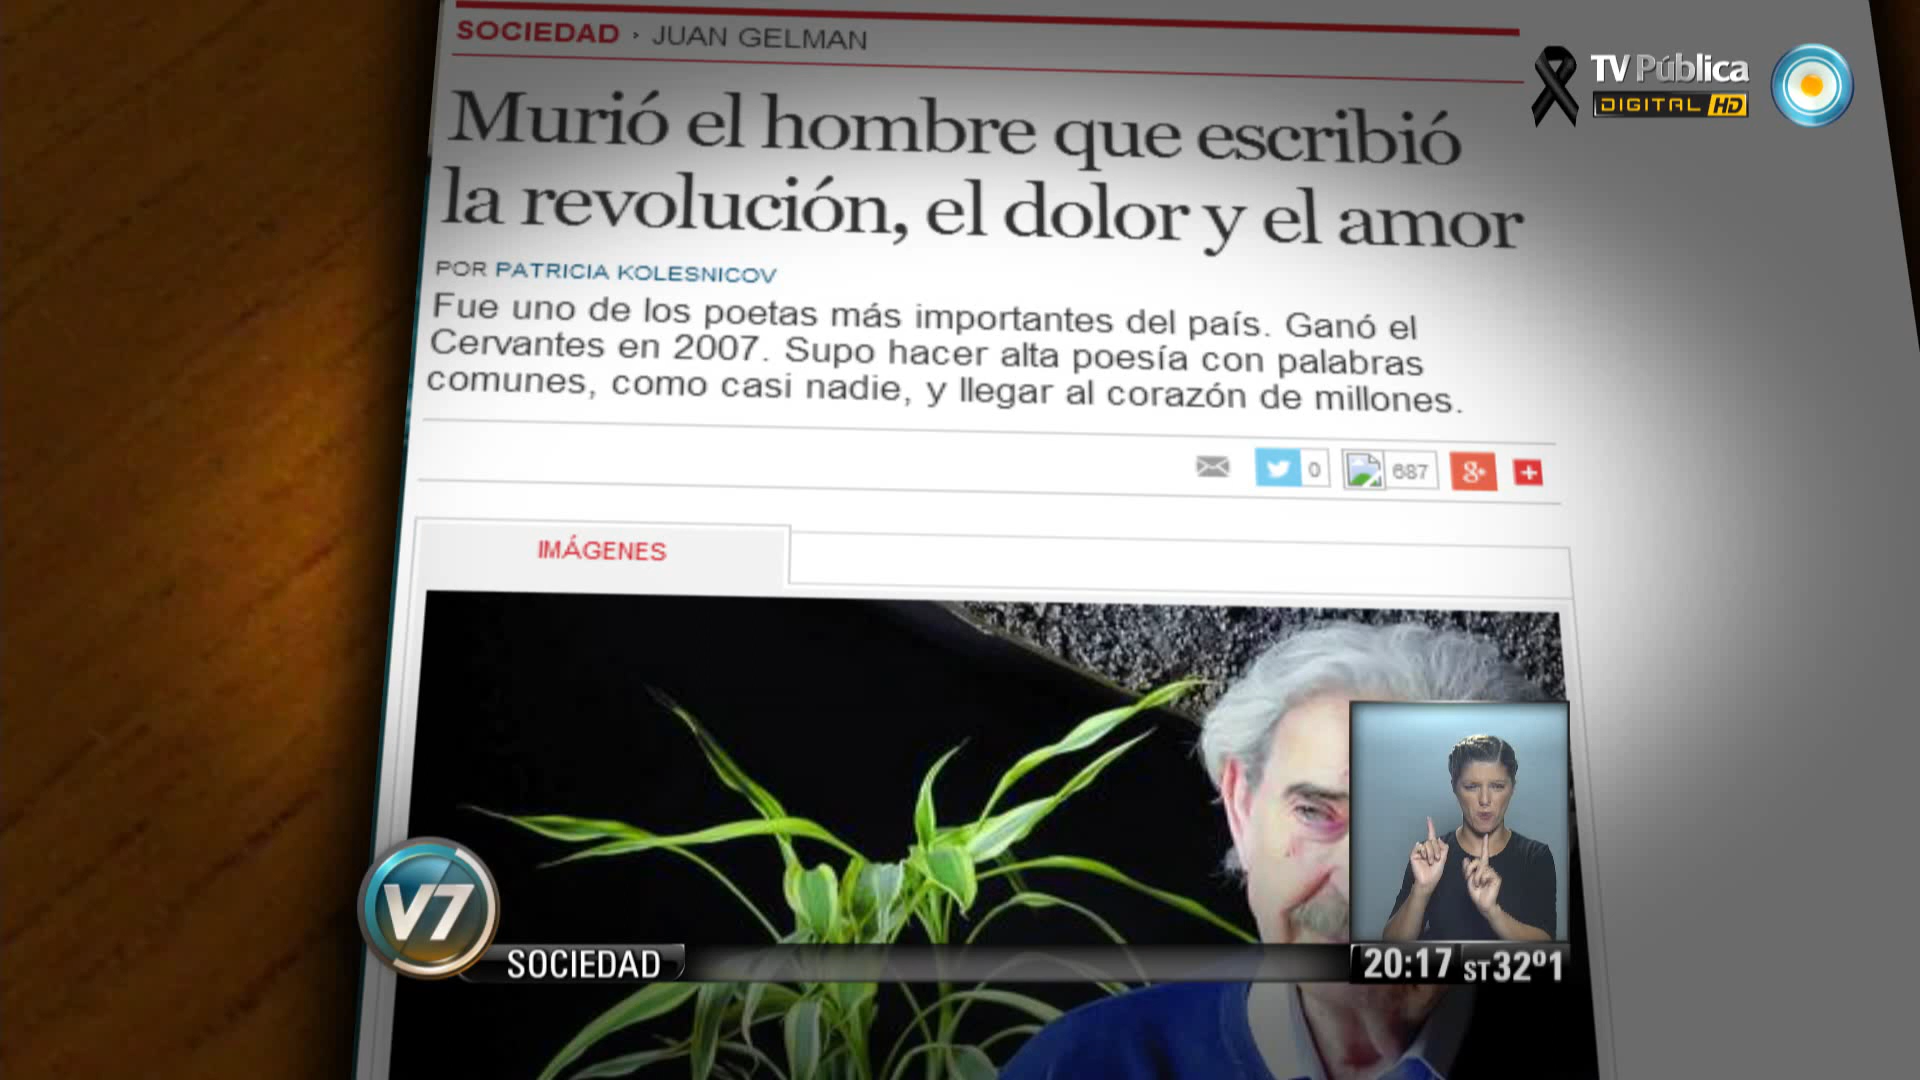 SOCIEDAD · JUAN GELMAN
TV Pública
DIGITAL HD
Murió el hombre que escribió
la revolución, el dolor y el amor
POR PATRICIA KOLESNICOV
Fue uno de los poetas más importantes del país. Ganó el
Cervantes en 2007. Supo hacer alta poesía con palabras
comunes, como casi nadie, y llegar al corazón de millones.
0
687
g+
+
IMÁGENES
V7
SOCIEDAD
20:17 ST 32º1